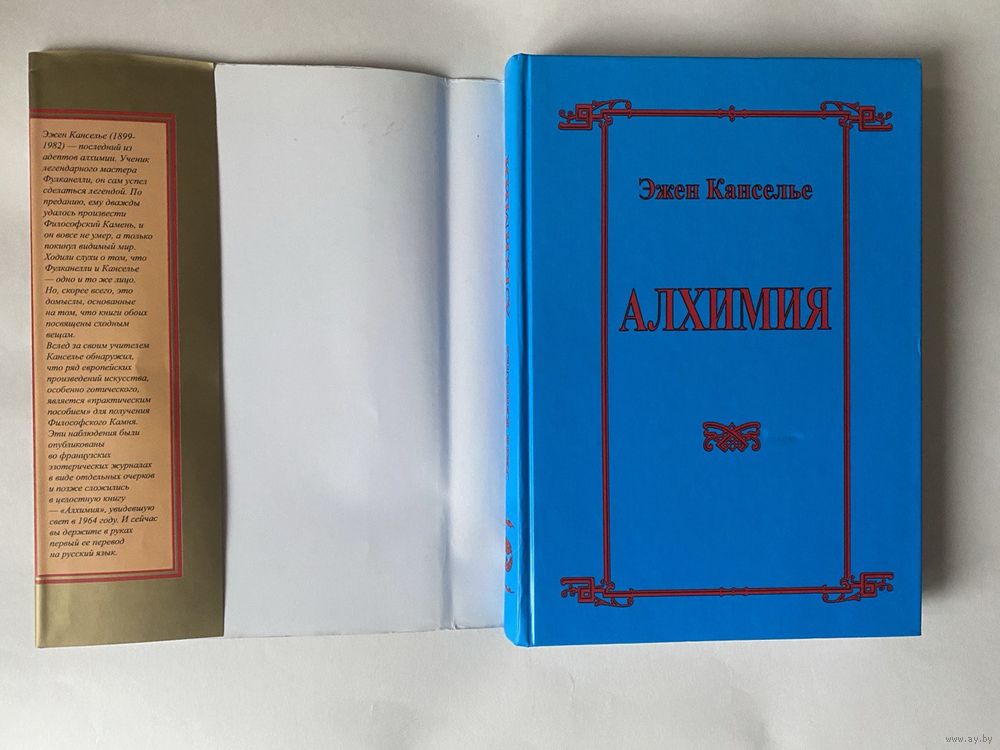 Эжен Канселье (1899-
1982) — последний из
адептов алхимии. Ученик
легендарного мастера
Фулканелли, он сам успел
сделаться легендой. По
преданию, ему дважды
удалось произвести
Философский Камень, и
он вовсе не умер, а только
покинул видимый мир.
Ходили слухи о том, что
Фулканелли и Канселье
— одно и то же лицо.
Но, скорее всего, это
домыслы, основанные
на том, что книги обоих
посвящены сходным
вещам.
Вслед за своим учителем
Канселье обнаружил,
что ряд европейских
произведений искусства,
особенно готического,
является «практическим
пособием» для получения
Философского Камня.
Эти наблюдения были
опубликованы
во французских
эзотерических журналах
в виде отдельных очерков
и позже сложились
в целостную книгу
— «Алхимия», увидевшую
свет в 1964 году. И сейчас
вы держите в руках
первый ее перевод
на русский язык.
Эжен Канселье
АЛХИМИЯ
www.ay.by